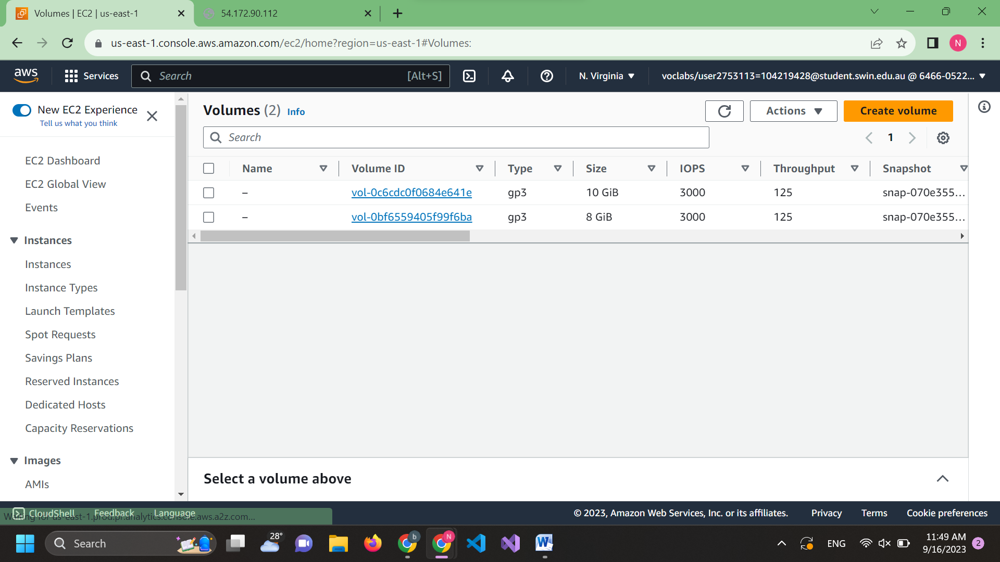 Volumes | EC2 | us-east-1
54.172.90.112
us-east-1.console.aws.amazon.com/ec2/home?region=us-east-1#Volumes:
N
aws
Services
Search
[Alt+S]
N. Virginia
voclabs/user2753113=104219428@student.swin.edu.au @ 6466-0522...
New EC2 Experience
Tell us what you think
EC2 Dashboard
EC2 Global View
Events
Instances
Instances
Instance Types
Launch Templates
Spot Requests
Savings Plans
Reserved Instances
Dedicated Hosts
Capacity Reservations
Images
AMIs
Volumes (2) Info
Actions
Create volume
Search
1
Name Volume ID Type Size IOPS Throughput Snapshot
– vol-0c6cdc0f0684e641e gp3 10 GiB 3000 125 snap-070e355...
– vol-0bf6559405f99f6ba gp3 8 GiB 3000 125 snap-070e355...
Select a volume above
CloudShell Feedback Language
Waiting for us-east-1.prod.pr.analytics.console.aws.a2z.com...
© 2023, Amazon Web Services, Inc. or its affiliates. Privacy Terms Cookie preferences
Search
28°
b
N
W
ENG
11:49 AM
9/16/2023
2